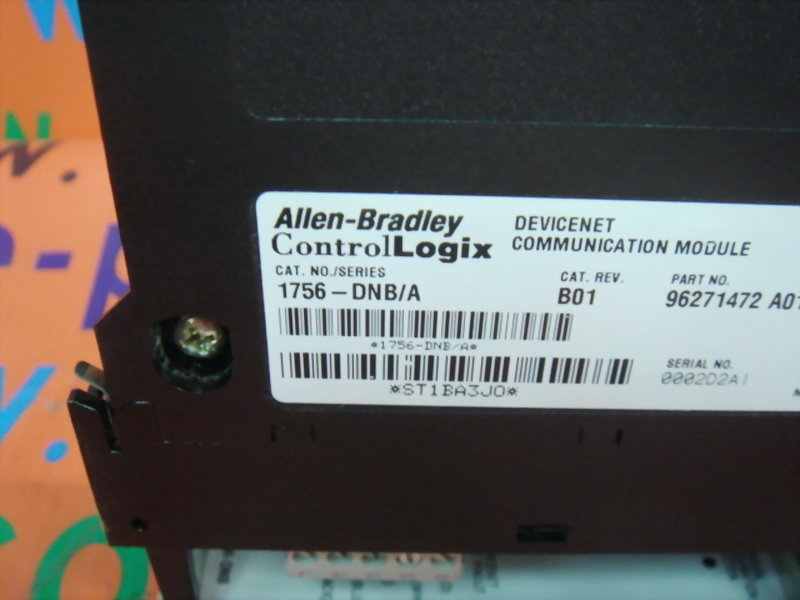 Allen-Bradley
ControlLogix
DEVICENET
COMMUNICATION MODULE
CAT. NO./SERIES
1756-DNB/A
CAT. REV.
B01
PART NO.
96271472 A01
*1756-DNB/A*
*ST1BA3J0*
SERIAL NO.
0002D2A1